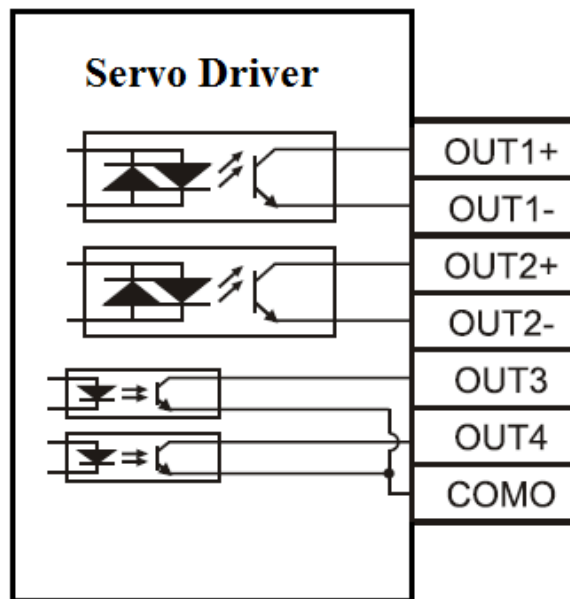 Servo Driver
OUT1+
OUT1-
OUT2+
OUT2-
OUT3
OUT4
COMO